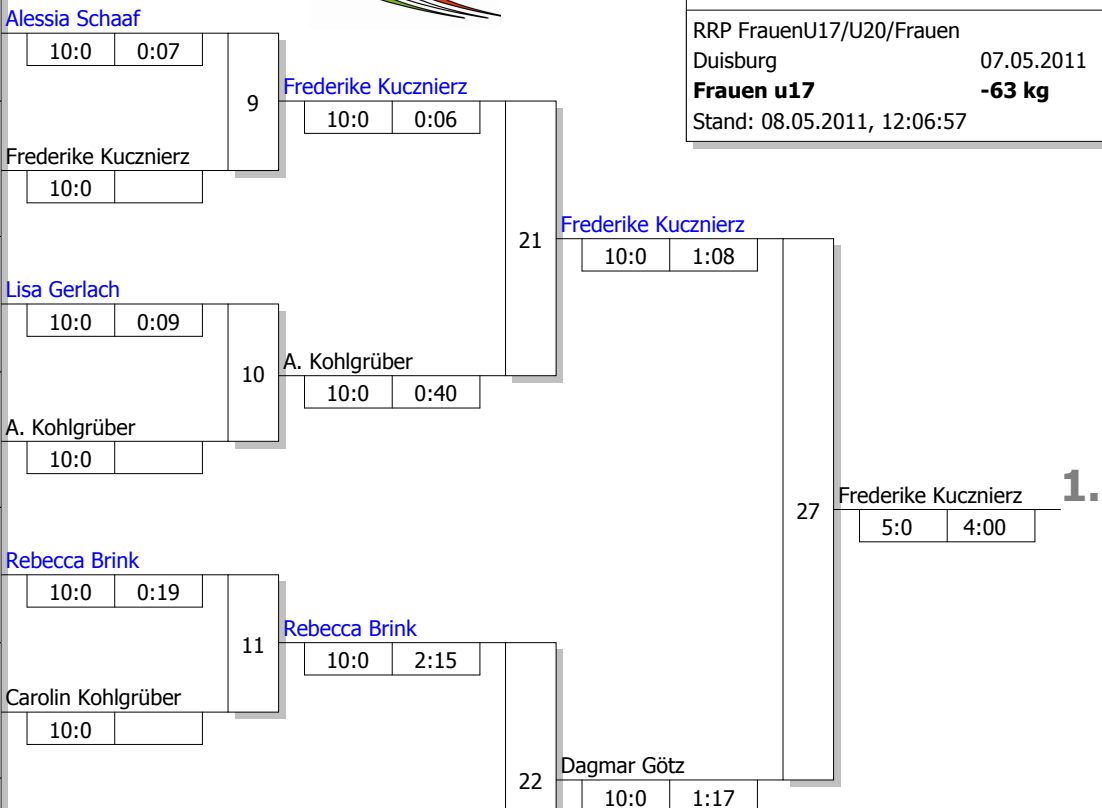 Alessia Schaaf
10:0 0:07
RRP FrauenU17/U20/Frauen
Duisburg 07.05.2011
Frauen u17 -63 kg
Stand: 08.05.2011, 12:06:57
9
Frederike Kucznierz
10:0 0:06
Frederike Kucznierz
10:0
21
Frederike Kucznierz
10:0 1:08
Lisa Gerlach
10:0 0:09
10
A. Kohlgrüber
10:0 0:40
A. Kohlgrüber
10:0
27
Frederike Kucznierz 1.
5:0 4:00
Rebecca Brink
10:0 0:19
11
Rebecca Brink
10:0 2:15
Carolin Kohlgrüber
10:0
22
Dagmar Götz
10:0 1:17